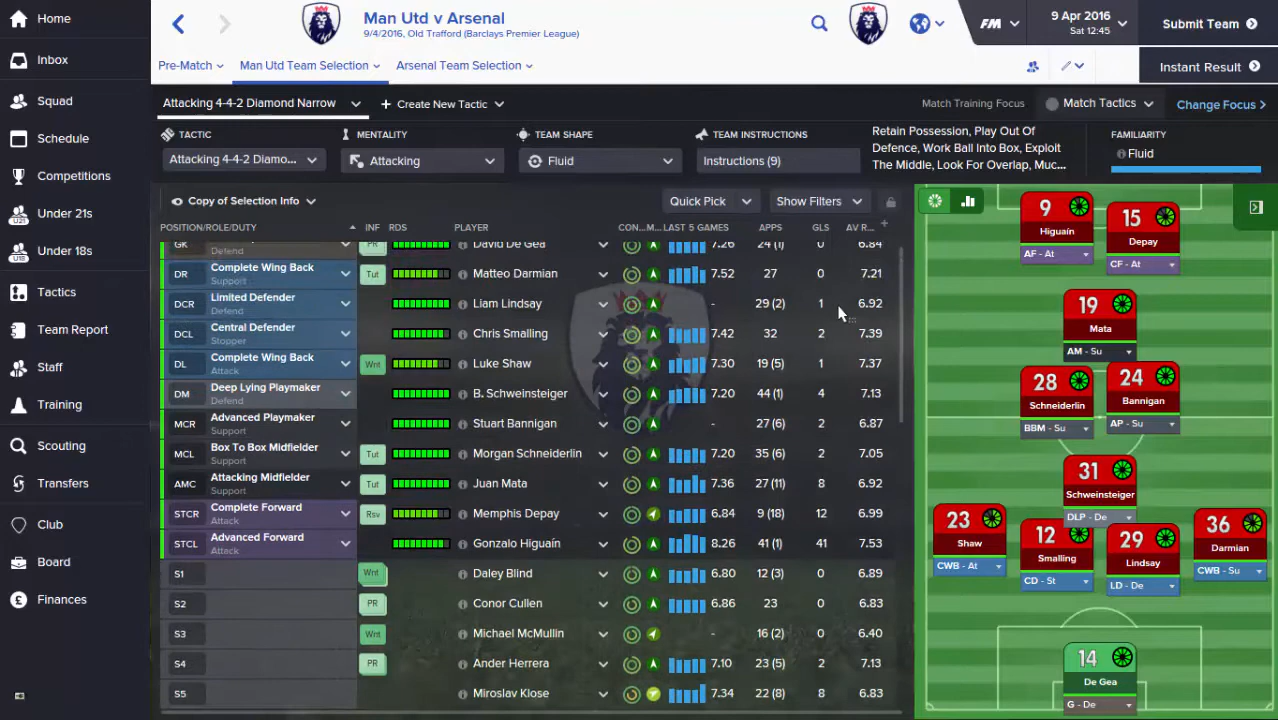 Home
Inbox
Squad
Schedule
Competitions
Under 21s
Under 18s
Tactics
Team Report
Staff
Training
Scouting
Transfers
Club
Board
Finances
Man Utd v Arsenal
9/4/2016, Old Trafford (Barclays Premier League)
FM
9 Apr 2016
Sat 12:45
Submit Team
Pre-Match
Man Utd Team Selection
Arsenal Team Selection
Instant Result
Attacking 4-4-2 Diamond Narrow
+ Create New Tactic
Match Training Focus
Match Tactics
Change Focus >
TACTIC
MENTALITY
TEAM SHAPE
TEAM INSTRUCTIONS
Attacking 4-4-2 Diamo...
Attacking
Fluid
Instructions (9)
Retain Possession, Play Out Of
Defence, Work Ball Into Box, Exploit
The Middle, Look For Overlap, Muc...
FAMILIARITY
Fluid
Copy of Selection Info
Quick Pick
Show Filters
POSITION/ROLE/DUTY INF RDS PLAYER CON... M... LAST 5 GAMES APPS GLS AV R...
GK Defend PR David De Gea 7.26 24 (1) 0 6.84
DR Complete Wing Back Tut Matteo Darmian 7.52 27 0 7.21
Support
DCR Limited Defender Liam Lindsay - 29 (2) 1 6.92
Defend
DCL Central Defender Chris Smalling 7.42 32 2 7.39
Stopper
DL Complete Wing Back Wnt Luke Shaw 7.30 19 (5) 1 7.37
Attack
DM Deep Lying Playmaker B. Schweinsteiger 7.20 44 (1) 4 7.13
Defend
MCR Advanced Playmaker Stuart Bannigan - 27 (6) 2 6.87
Support
MCL Box To Box Midfielder Tut Morgan Schneiderlin 7.20 35 (6) 2 7.05
Support
AMC Attacking Midfielder Tut Juan Mata 7.36 27 (11) 8 6.92
Support
STCR Complete Forward Rsv Memphis Depay 6.84 9 (18) 12 6.99
Attack
STCL Advanced Forward Gonzalo Higuaín 8.26 41 (1) 41 7.53
Attack
S1 Wnt Daley Blind 6.80 12 (3) 0 6.89
S2 PR Conor Cullen 6.86 23 0 6.83
S3 Wnt Michael McMullin - 16 (2) 0 6.40
S4 PR Ander Herrera 7.10 23 (5) 2 7.13
S5 Miroslav Klose 7.34 22 (8) 8 6.83
9
Higuaín
AF - At
15
Depay
CF - At
19
Mata
AM - Su
28
Schneiderlin
BBM - Su
24
Bannigan
AP - Su
31
Schweinsteiger
DLP - De
23
Shaw
CWB - At
12
Smalling
CD - St
29
Lindsay
LD - De
36
Darmian
CWB - Su
14
De Gea
G - De